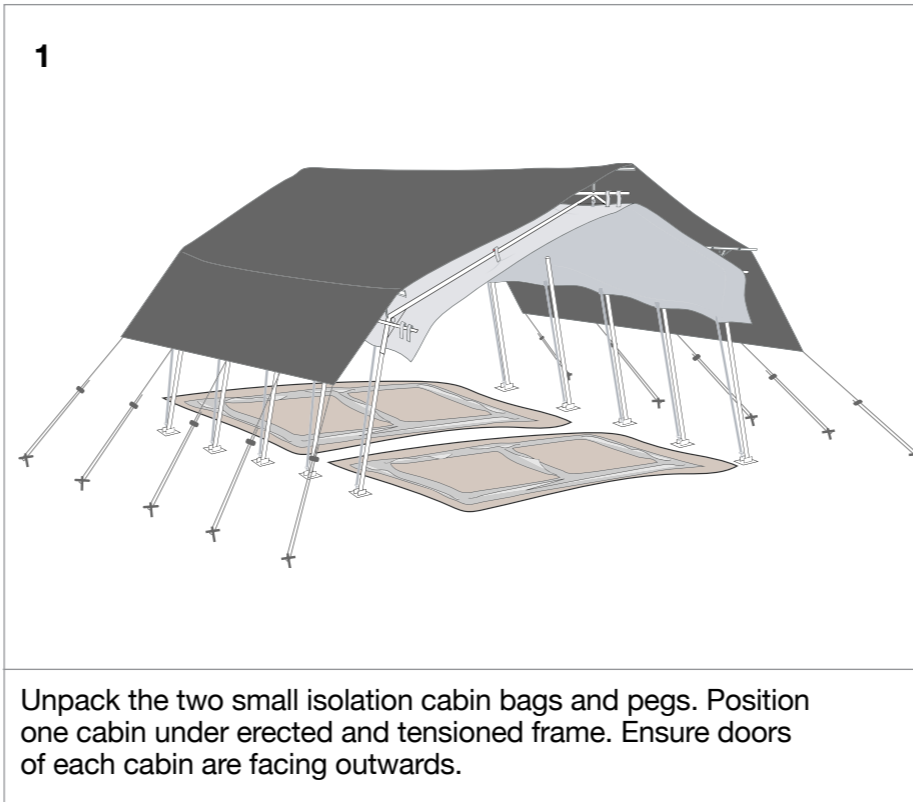 1
Unpack the two small isolation cabin bags and pegs. Position
one cabin under erected and tensioned frame. Ensure doors
of each cabin are facing outwards.